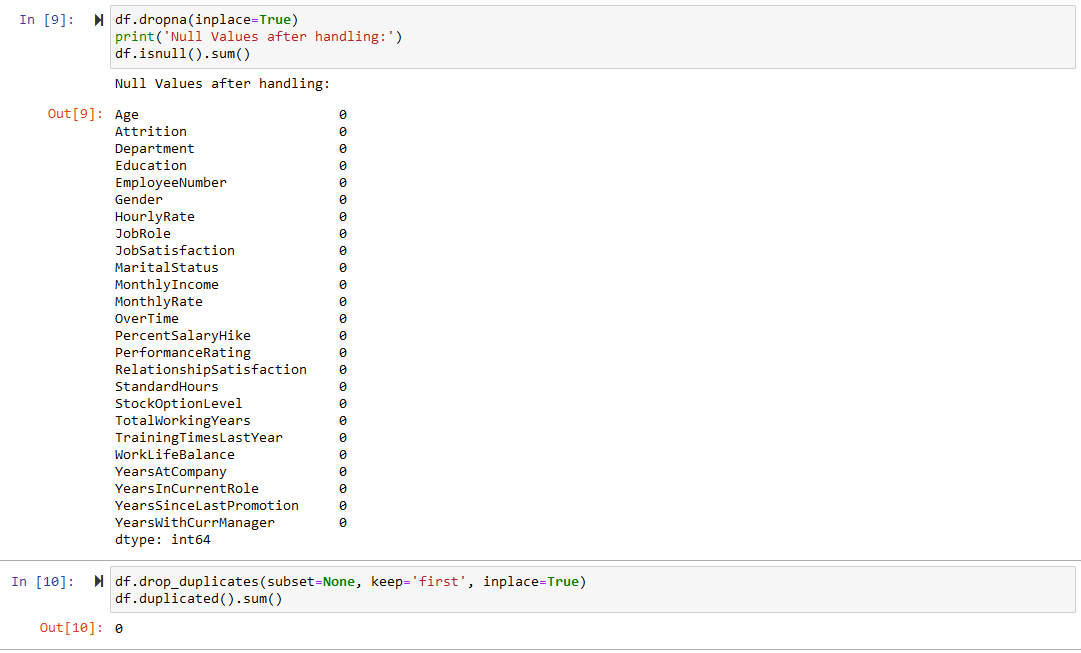 In [9]: df.dropna(inplace=True)
print('Null Values after handling:')
df.isnull().sum()
Null Values after handling:
Out[9]: Age 0
Attrition 0
Department 0
Education 0
EmployeeNumber 0
Gender 0
HourlyRate 0
JobRole 0
JobSatisfaction 0
MaritalStatus 0
MonthlyIncome 0
MonthlyRate 0
OverTime 0
PercentSalaryHike 0
PerformanceRating 0
RelationshipSatisfaction 0
StandardHours 0
StockOptionLevel 0
TotalWorkingYears 0
TrainingTimesLastYear 0
WorkLifeBalance 0
YearsAtCompany 0
YearsInCurrentRole 0
YearsSinceLastPromotion 0
YearsWithCurrManager 0
dtype: int64
In [10]: df.drop_duplicates(subset=None, keep='first', inplace=True)
df.duplicated().sum()
Out[10]: 0